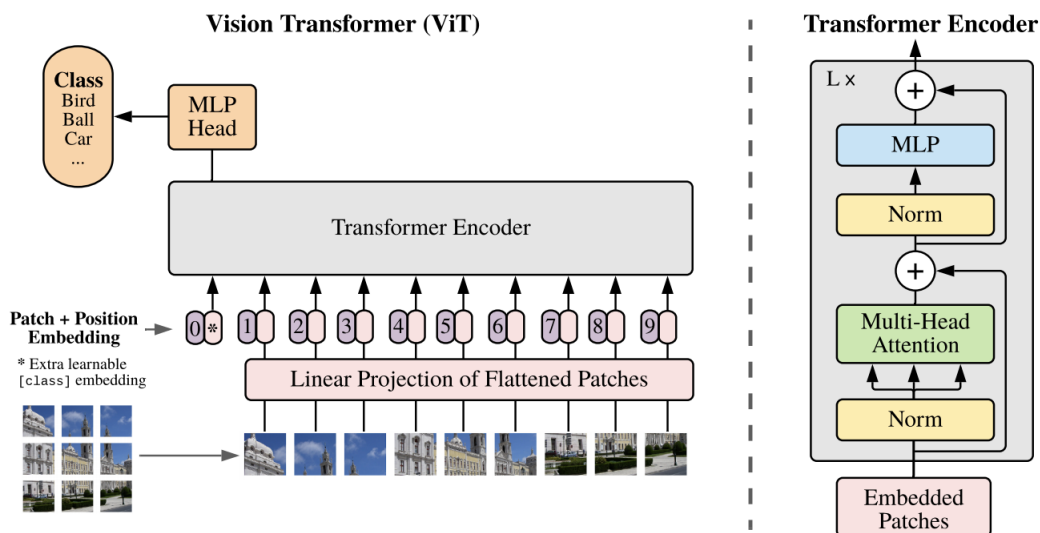 Vision Transformer (ViT)
Class
Bird
Ball
Car
...
MLP
Head
Transformer Encoder
Patch + Position
Embedding
0 * 1 2 3 4 5 6 7 8 9
* Extra learnable
[class] embedding
Linear Projection of Flattened Patches
Transformer Encoder
L ×
+
MLP
Norm
+
Multi-Head
Attention
Norm
Embedded
Patches